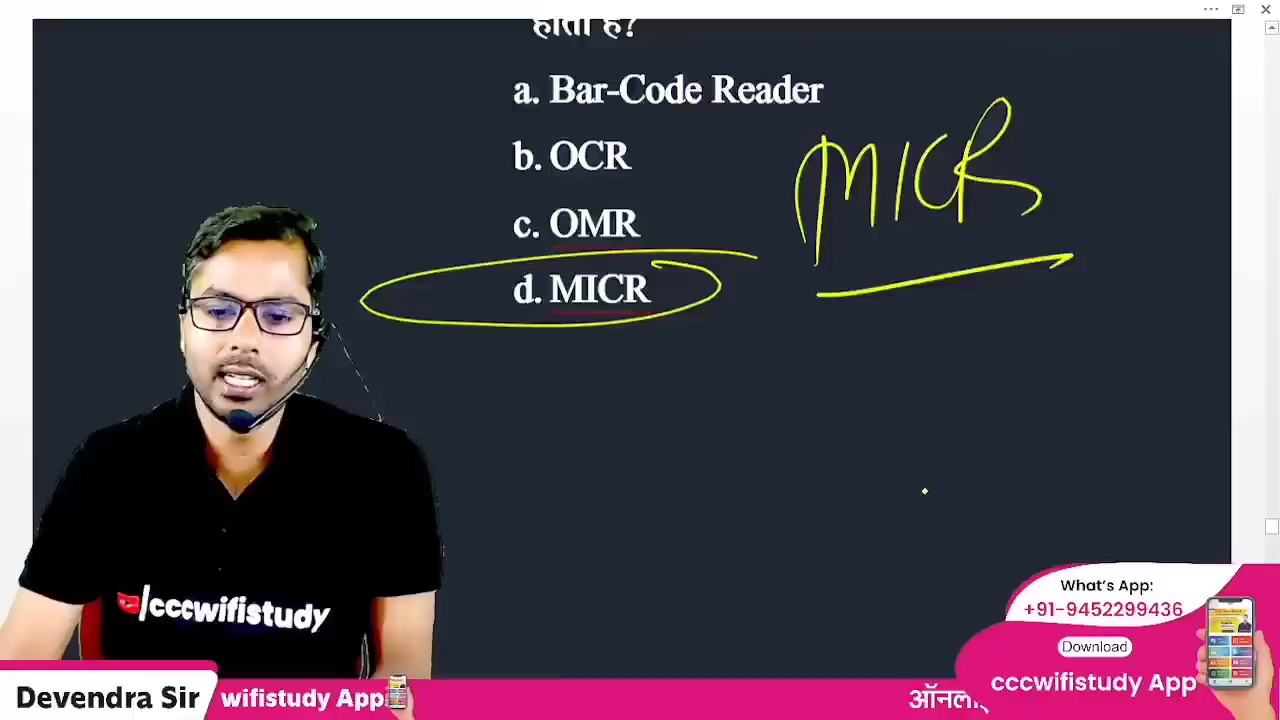 होता है?
a. Bar-Code Reader
b. OCR
c. OMR
d. MICR
MICR
/cccwifistudy
What's App:
+91-9452299436
Download
cccwifistudy App
Devendra Sir
wifistudy App